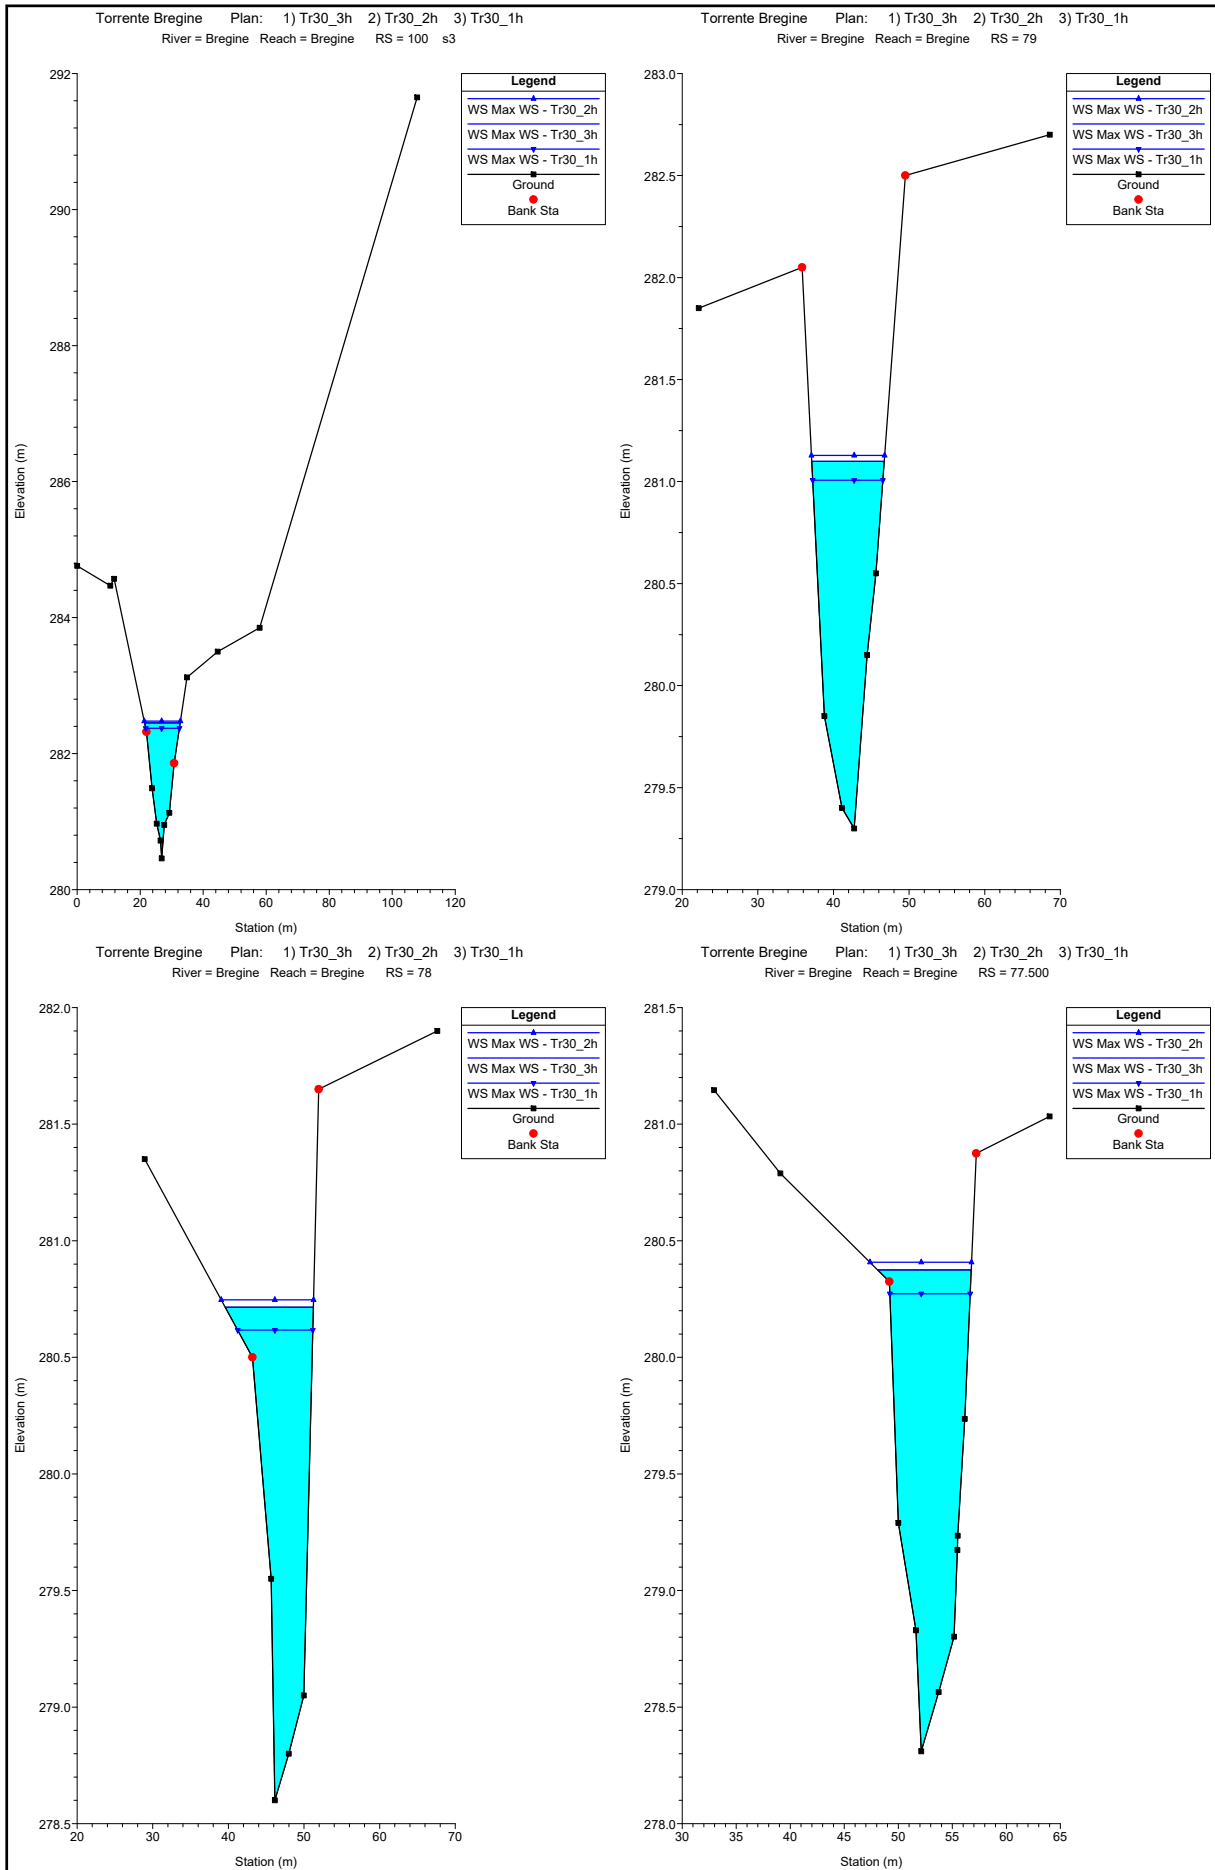 Torrente Bregine Plan: 1) Tr30_3h 2) Tr30_2h 3) Tr30_1h
River = Bregine Reach = Bregine RS = 100 s3
292
290
288
286
284
282
280
0 20 40 60 80 100 120
Station (m)
Elevation (m)
Legend
WS Max WS - Tr30_2h
WS Max WS - Tr30_3h
WS Max WS - Tr30_1h
Ground
Bank Sta
Torrente Bregine Plan: 1) Tr30_3h 2) Tr30_2h 3) Tr30_1h
River = Bregine Reach = Bregine RS = 79
283.0
282.5
282.0
281.5
281.0
280.5
280.0
279.5
279.0
20 30 40 50 60 70
Station (m)
Elevation (m)
Legend
WS Max WS - Tr30_2h
WS Max WS - Tr30_3h
WS Max WS - Tr30_1h
Ground
Bank Sta
Torrente Bregine Plan: 1) Tr30_3h 2) Tr30_2h 3) Tr30_1h
River = Bregine Reach = Bregine RS = 78
282.0
281.5
281.0
280.5
280.0
279.5
279.0
278.5
20 30 40 50 60 70
Station (m)
Elevation (m)
Legend
WS Max WS - Tr30_2h
WS Max WS - Tr30_3h
WS Max WS - Tr30_1h
Ground
Bank Sta
Torrente Bregine Plan: 1) Tr30_3h 2) Tr30_2h 3) Tr30_1h
River = Bregine Reach = Bregine RS = 77.500
281.5
281.0
280.5
280.0
279.5
279.0
278.5
278.0
30 35 40 45 50 55 60 65
Station (m)
Elevation (m)
Legend
WS Max WS - Tr30_2h
WS Max WS - Tr30_3h
WS Max WS - Tr30_1h
Ground
Bank Sta